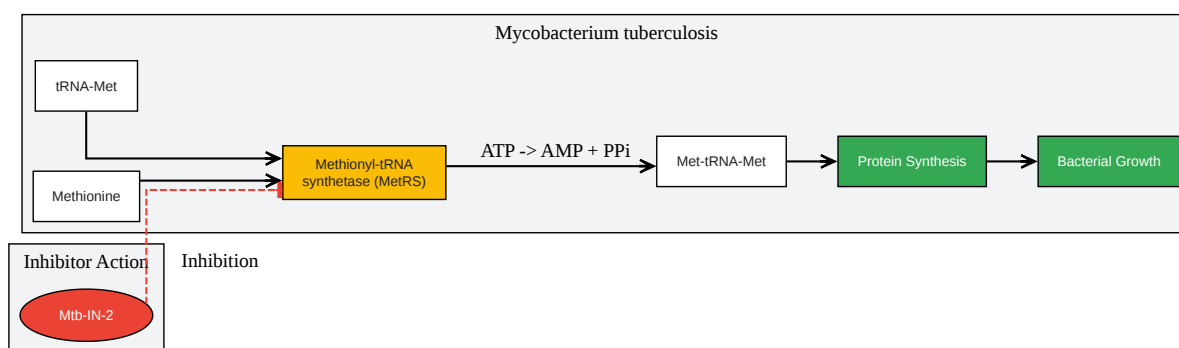 Mycobacterium tuberculosis
tRNA-Met
Methionine
Methionyl-tRNA
synthetase (MetRS)
ATP -> AMP + PPi
Met-tRNA-Met
Protein Synthesis
Bacterial Growth
Inhibitor Action
Inhibition
Mtb-IN-2